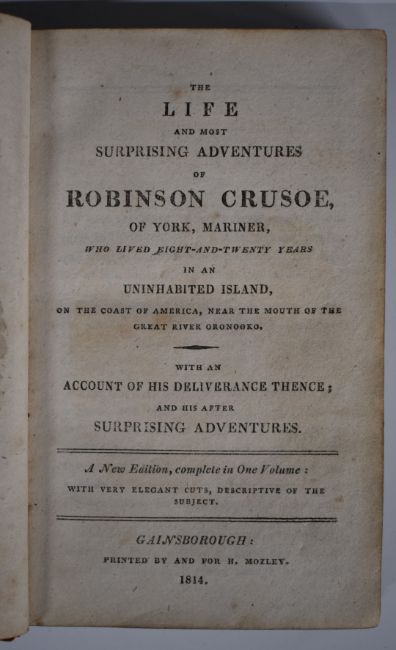 THE
LIFE
AND MOST
SURPRISING ADVENTURES
OF
ROBINSON CRUSOE,
OF YORK, MARINER,
WHO LIVED EIGHT-AND-TWENTY YEARS
IN AN
UNINHABITED ISLAND,
ON THE COAST OF AMERICA, NEAR THE MOUTH OF THE
GREAT RIVER ORONOOKO.
WITH AN
ACCOUNT OF HIS DELIVERANCE THENCE;
AND HIS AFTER
SURPRISING ADVENTURES.
A New Edition, complete in One Volume:
WITH VERY ELEGANT CUTS, DESCRIPTIVE OF THE
SUBJECT.
GAINSBOROUGH:
PRINTED BY AND FOR H. MOZLEY.
1814.